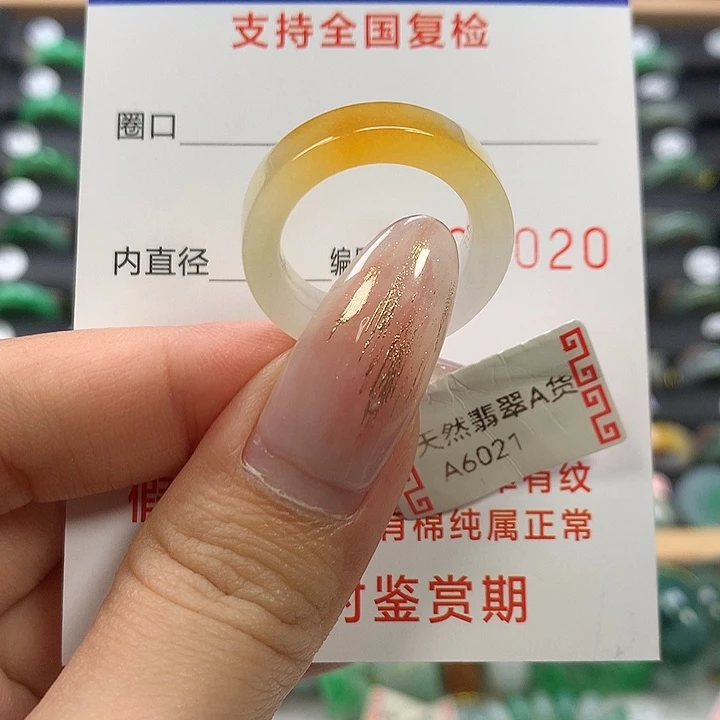 支持全国复检
圈口
内直径 编 020
天然翡翠A货
A6021
有纹
有棉纯属正常
时鉴赏期